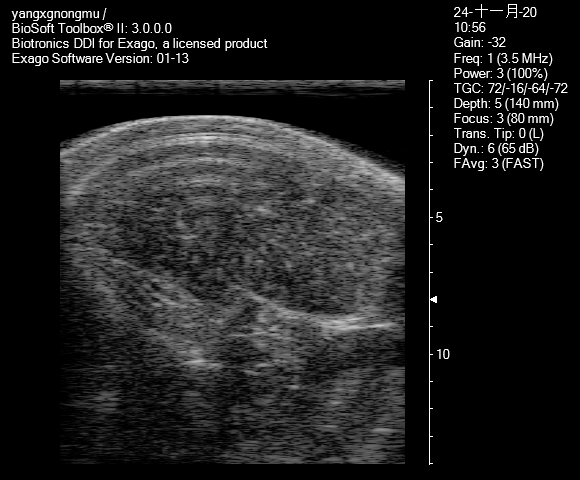 yangxgnongmu /
BioSoft Toolbox® II: 3.0.0.0
Biotronics DDI for Exago, a licensed product
Exago Software Version: 01-13
24-十一月-20
10:56
Gain: -32
Freq: 1 (3.5 MHz)
Power: 3 (100%)
TGC: 72/-16/-64/-72
Depth: 5 (140 mm)
Focus: 3 (80 mm)
Trans. Tip: 0 (L)
Dyn.: 6 (65 dB)
FAvg: 3 (FAST)
5
10